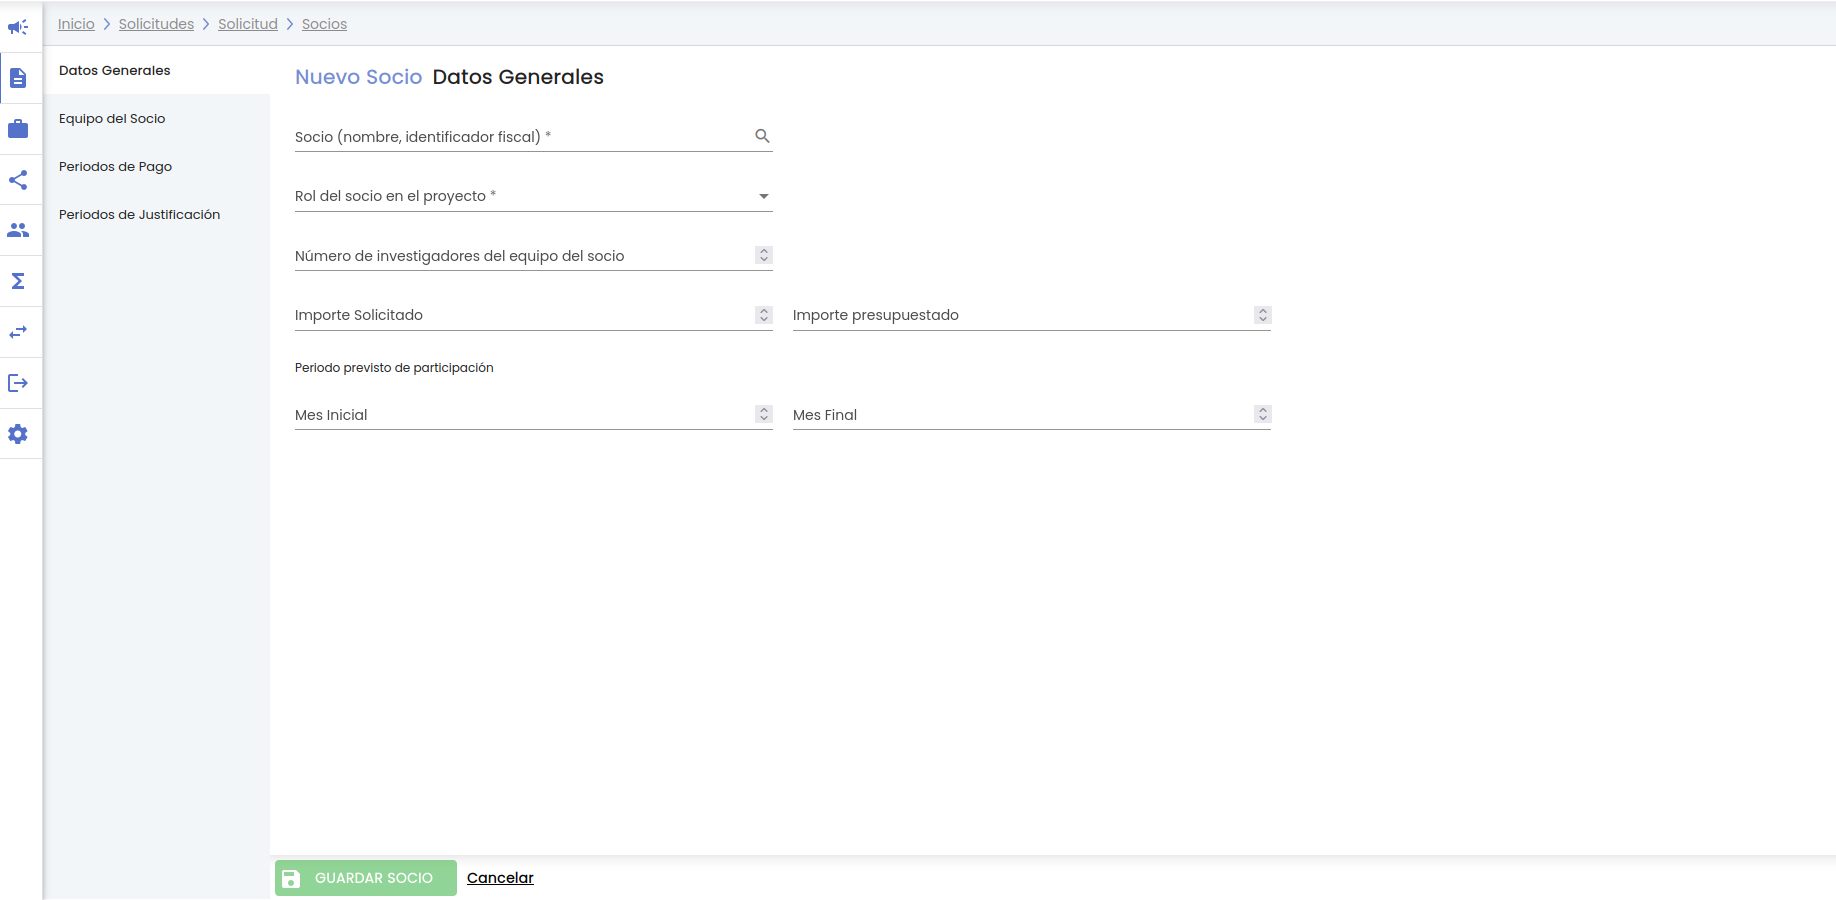 Inicio > Solicitudes > Solicitud > Socios
Datos Generales
Equipo del Socio
Periodos de Pago
Periodos de Justificación
Nuevo Socio Datos Generales
Socio (nombre, identificador fiscal) *
Rol del socio en el proyecto *
Número de investigadores del equipo del socio
Importe Solicitado Importe presupuestado
Periodo previsto de participación
Mes Inicial Mes Final
GUARDAR SOCIO Cancelar